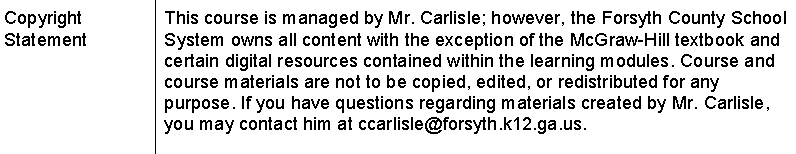 Copyright
Statement
This course is managed by Mr. Carlisle; however, the Forsyth County School
System owns all content with the exception of the McGraw-Hill textbook and
certain digital resources contained within the learning modules. Course and
course materials are not to be copied, edited, or redistributed for any
purpose. If you have questions regarding materials created by Mr. Carlisle,
you may contact him at ccarlisle@forsyth.k12.ga.us.